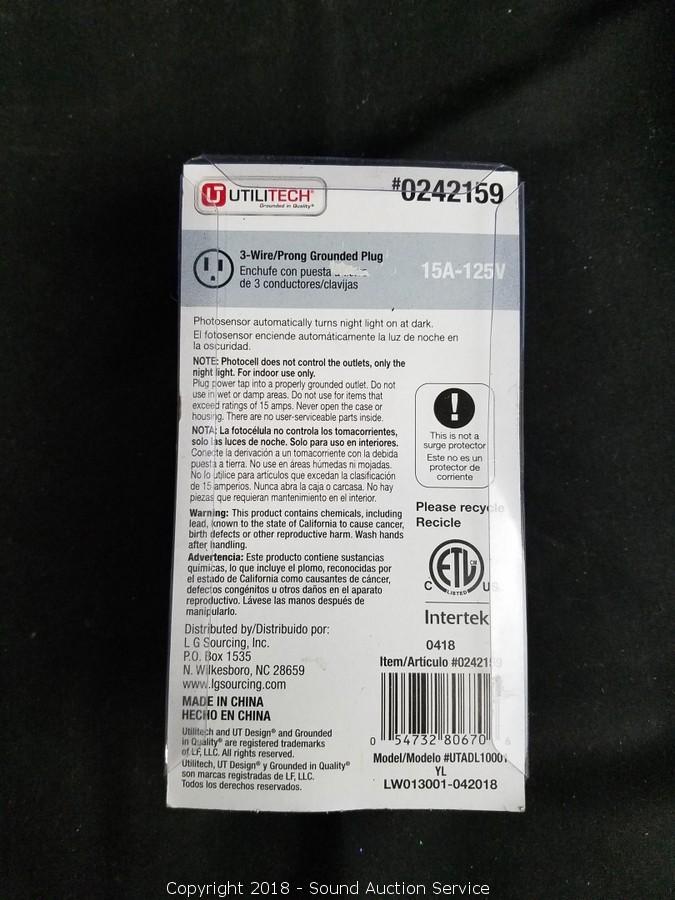 UTILITECH®
Grounded in Quality®
#0242159
3-Wire/Prong Grounded Plug
Enchufe con puesta
de 3 conductores/clavijas
15A-125V
Photosensor automatically turns night light on at dark.
El fotosensor enciende automáticamente la luz de noche en
la oscuridad.
NOTE: Photocell does not control the outlets, only the
night light. For indoor use only.
Plug power tap into a properly grounded outlet. Do not
use in wet or damp areas. Do not use for items that
exceed ratings of 15 amps. Never open the case or
housing. There are no user-serviceable parts inside.
NOTA: La fotocélula no controla los tomacorrientes,
solo las luces de noche. Solo para uso en interiores.
Conecte la derivación a un tomacorriente con la debida
puesta a tierra. No use en áreas húmedas ni mojadas.
No lo utilice para artículos que excedan la clasificación
de 15 amperios. Nunca abra la caja o carcasa. No hay
piezas que requieran mantenimiento en el interior.
Warning: This product contains chemicals, including
lead, known to the state of California to cause cancer,
birth defects or other reproductive harm. Wash hands
after handling.
Advertencia: Este producto contiene sustancias
químicas, lo que incluye el plomo, reconocidas por
el estado de California como causantes de cáncer,
defectos congénitos u otros daños en el aparato
reproductivo. Lávese las manos después de
manipularlo.
Distributed by/Distribuido por:
L G Sourcing, Inc.
P.O. Box 1535
N. Wilkesboro, NC 28659
www.lgsourcing.com
MADE IN CHINA
HECHO EN CHINA
Utilitech and UT Design® and Grounded
in Quality® are registered trademarks
of LF, LLC. All rights reserved.
Utilitech, UT Design® y Grounded in Quality®
son marcas registradas de LF, LLC.
Todos los derechos reservados.
!
This is not a
surge protector
Este no es un
protector de
corriente
Please recycle
Recicle
ETL
CM
LISTED
C US
Intertek
0418
Item/Artículo #0242159
0 54732 80670 6
Model/Modelo #UTADL10001
YL
LW013001-042018
Copyright 2018 - Sound Auction Service